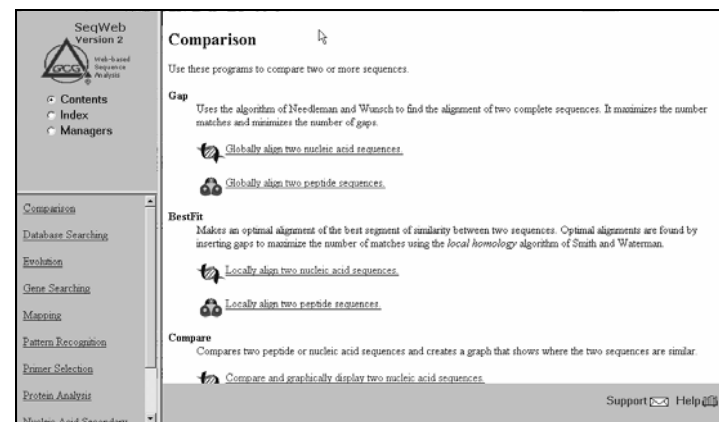 SeqWeb
Version 2
GCG
Web-based
Sequence
Analysis
Contents
Index
Managers
Comparison
Database Searching
Evolution
Gene Searching
Mapping
Pattern Recognition
Primer Selection
Protein Analysis
Nucleic Acid Secondary
Comparison
Use these programs to compare two or more sequences.
Gap
Uses the algorithm of Needleman and Wunsch to find the alignment of two complete sequences. It maximizes the number
matches and minimizes the number of gaps.
Globally align two nucleic acid sequences.
Globally align two peptide sequences.
BestFit
Makes an optimal alignment of the best segment of similarity between two sequences. Optimal alignments are found by
inserting gaps to maximize the number of matches using the local homology algorithm of Smith and Waterman.
Locally align two nucleic acid sequences.
Locally align two peptide sequences.
Compare
Compares two peptide or nucleic acid sequences and creates a graph that shows where the two sequences are similar.
Compare and graphically display two nucleic acid sequences.
Support Help